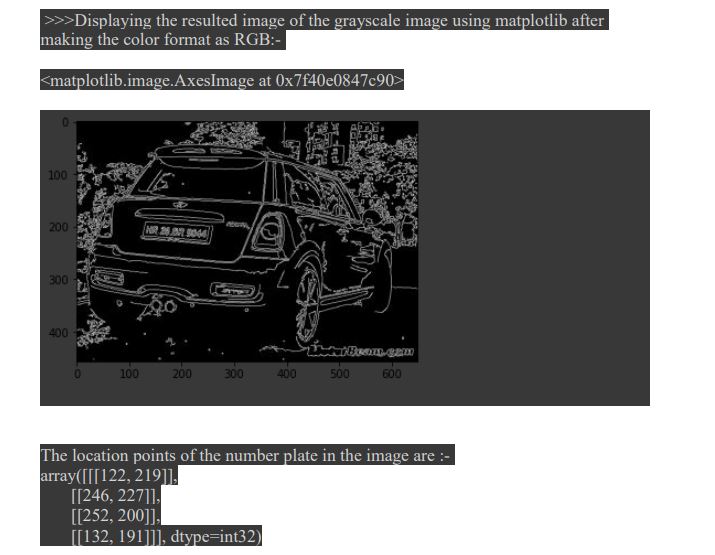 >>>Displaying the resulted image of the grayscale image using matplotlib after
making the color format as RGB:-
<matplotlib.image.AxesImage at 0x7f40e0847c90>
0
100
200
300
400
HR 26 BR 9044
0 100 200 300 400 500 600
MotorBeam.com
The location points of the number plate in the image are :-
array([[[122, 219]],
[[246, 227]],
[[252, 200]],
[[132, 191]]], dtype=int32)